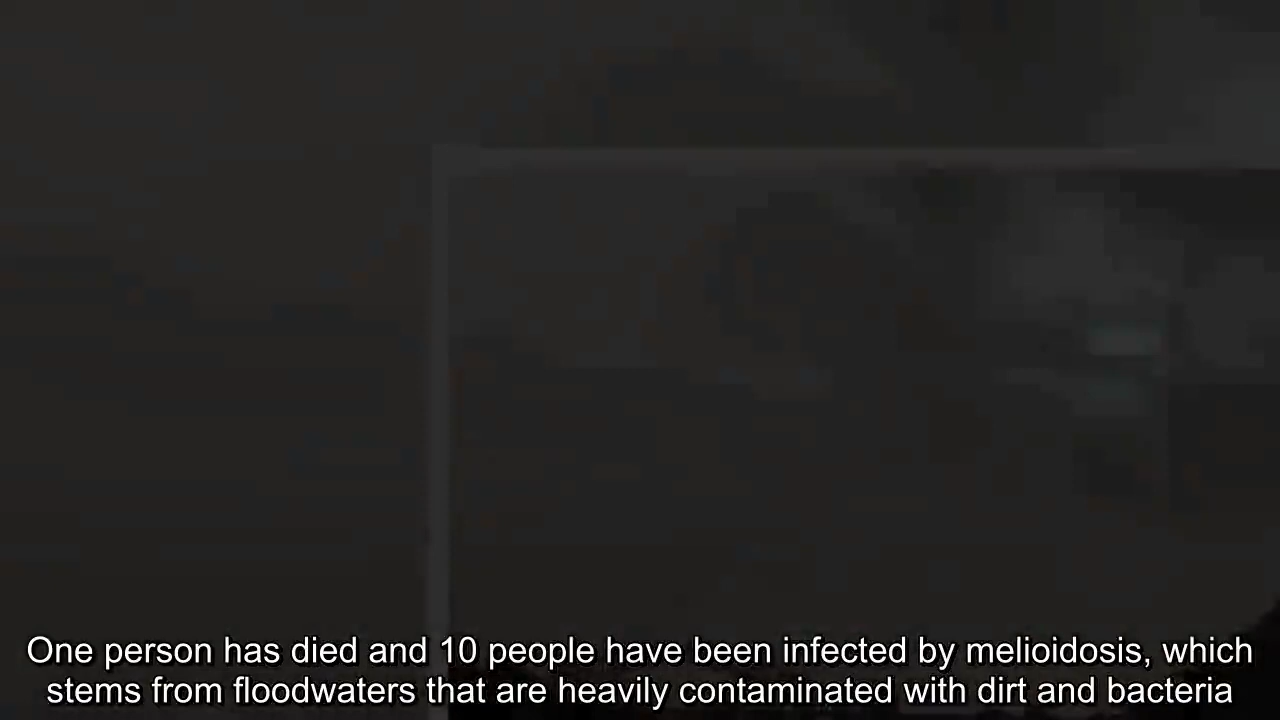 One person has died and 10 people have been infected by melioidosis, which
stems from floodwaters that are heavily contaminated with dirt and bacteria